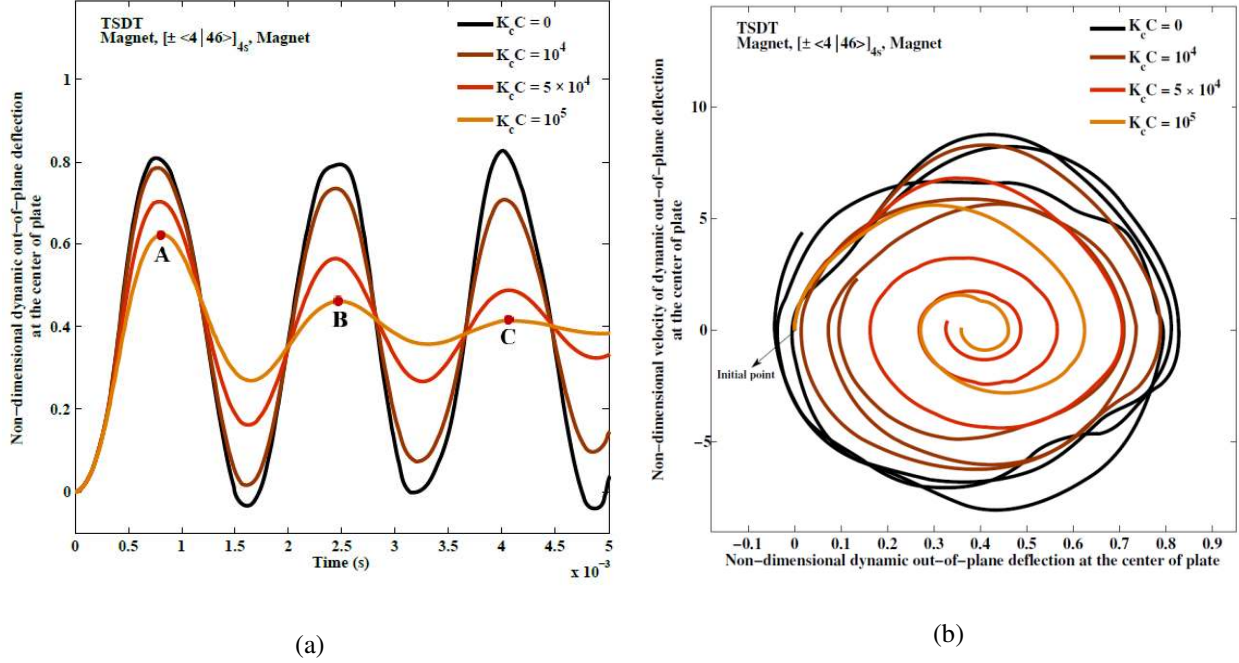 TSDT
Magnet, [± <4 | 46>]4s, Magnet
KcC = 0
KcC = 10^4
KcC = 5 × 10^4
KcC = 10^5
Non−dimensional dynamic out−of−plane deflection
at the center of plate
1
0.8
0.6
0.4
0.2
0
A
B
C
0 0.5 1 1.5 2 2.5 3 3.5 4 4.5 5
Time (s)
x 10^−3
(a)
TSDT
Magnet, [± <4 | 46>]4s, Magnet
KcC = 0
KcC = 10^4
KcC = 5 × 10^4
KcC = 10^5
Non−dimensional velocity of dynamic out−of−plane deflection
at the center of plate
10
5
0
−5
Initial point
−0.1 0 0.1 0.2 0.3 0.4 0.5 0.6 0.7 0.8 0.9
Non−dimensional dynamic out−of−plane deflection at the center of plate
(b)